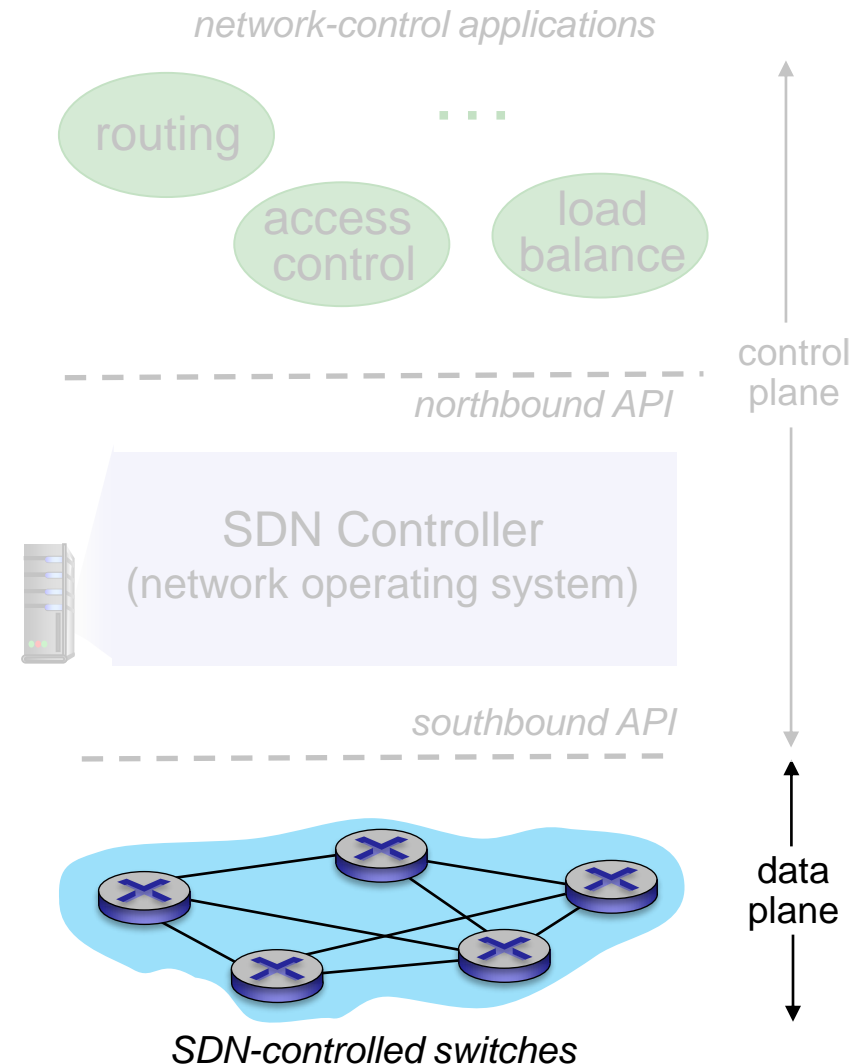 network-control applications
routing
. . .
access
control
load
balance
control
plane
northbound API
SDN Controller
(network operating system)
southbound API
data
plane
SDN-controlled switches